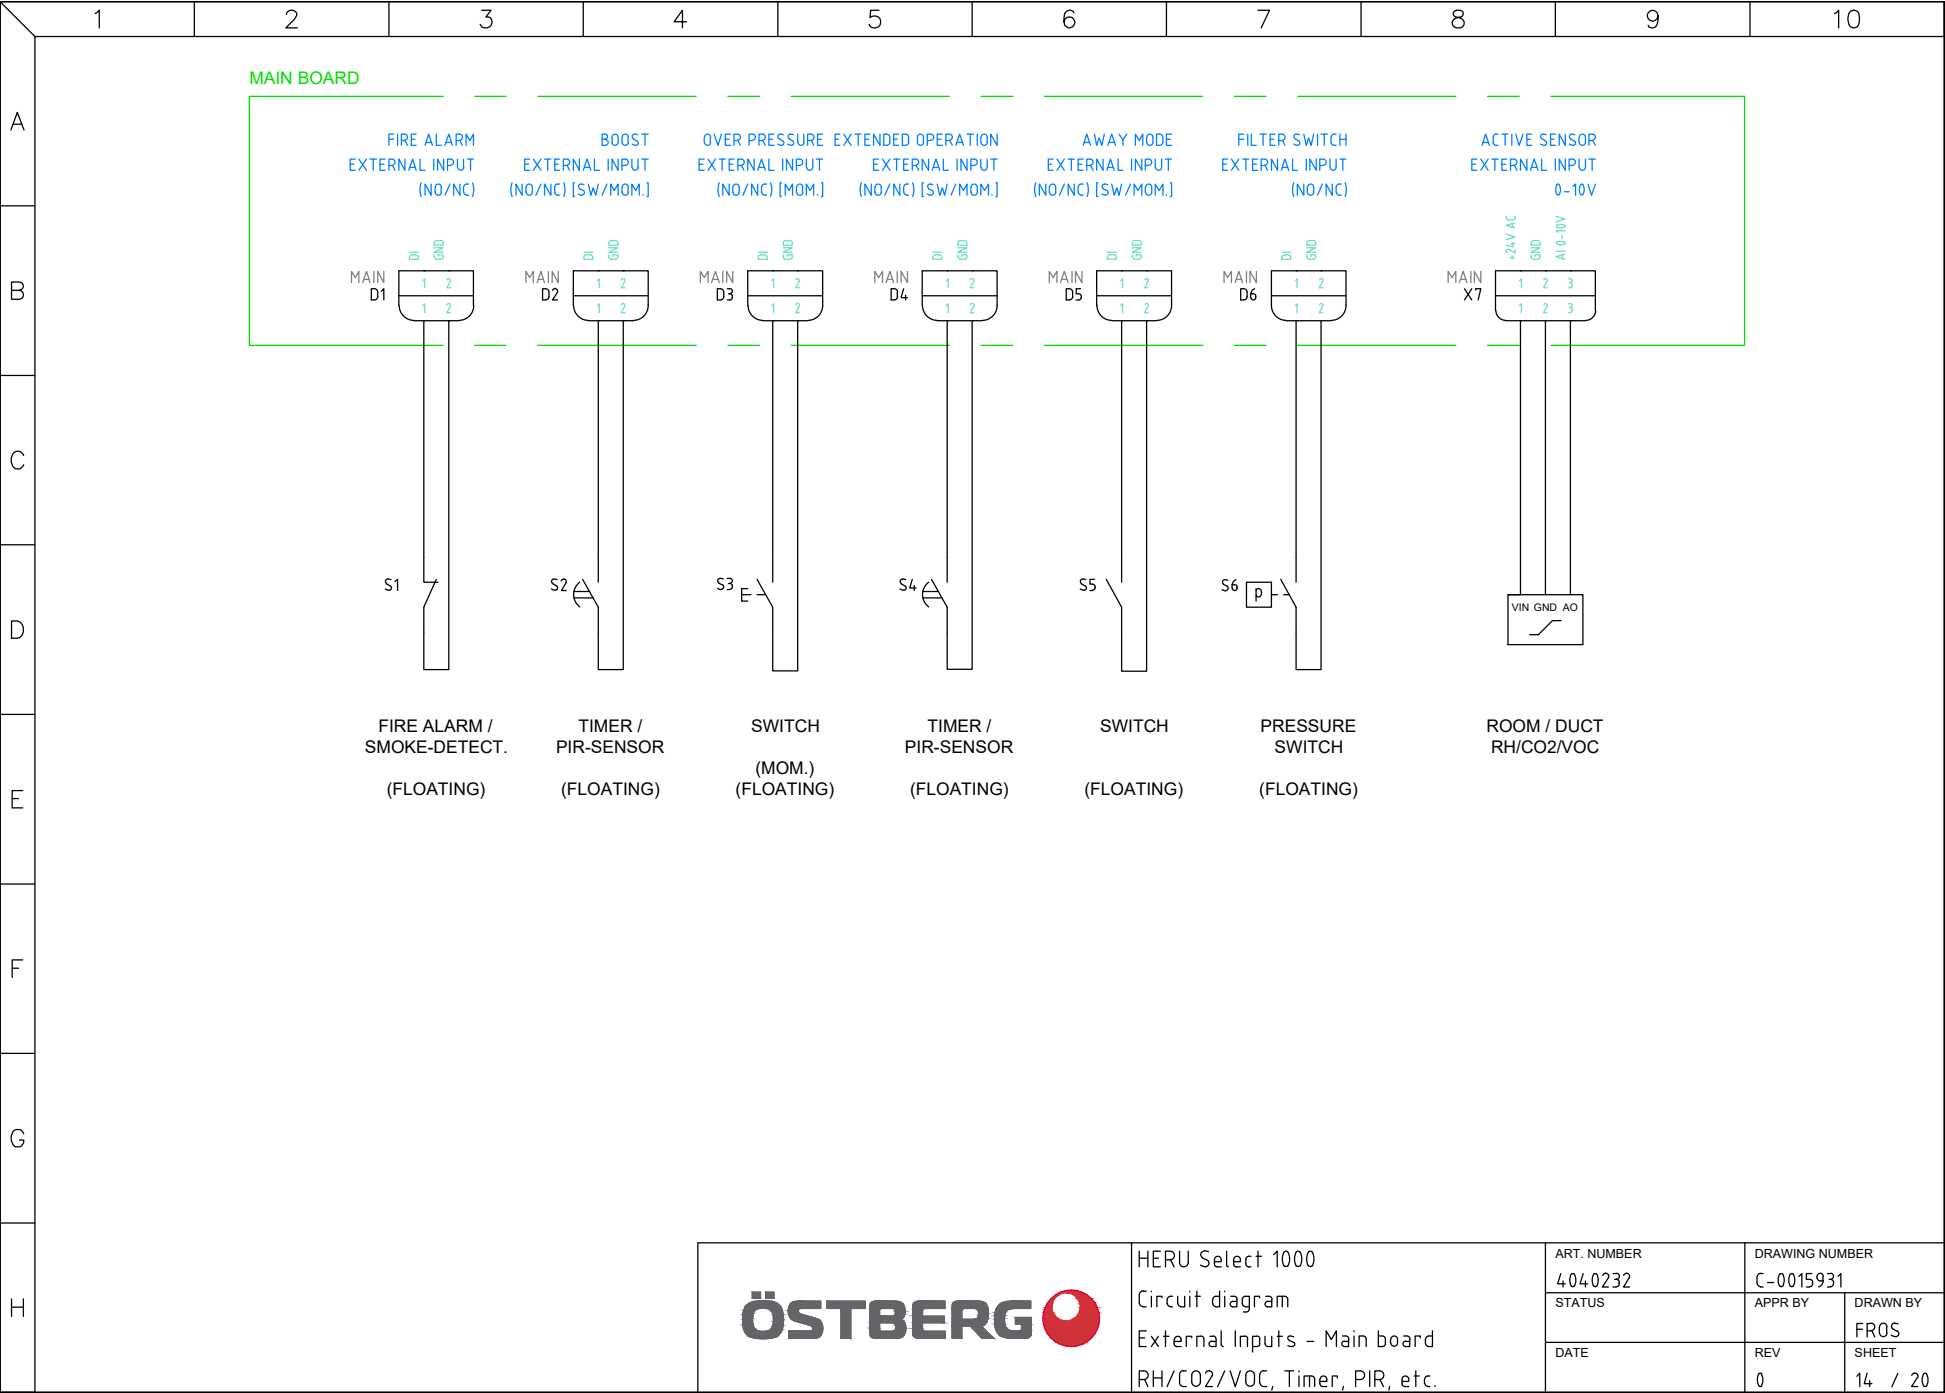 1 2 3 4 5 6 7 8 9 10
A
B
C
D
E
F
G
H
MAIN BOARD
FIRE ALARM
EXTERNAL INPUT
(NO/NC)
BOOST
EXTERNAL INPUT
(NO/NC) [SW/MOM.]
OVER PRESSURE
EXTERNAL INPUT
(NO/NC) [MOM.]
EXTENDED OPERATION
EXTERNAL INPUT
(NO/NC) [SW/MOM.]
AWAY MODE
EXTERNAL INPUT
(NO/NC) [SW/MOM.]
FILTER SWITCH
EXTERNAL INPUT
(NO/NC)
ACTIVE SENSOR
EXTERNAL INPUT
0-10V
DI GND
MAIN
D1
1 2
1 2
DI GND
MAIN
D2
1 2
1 2
DI GND
MAIN
D3
1 2
1 2
DI GND
MAIN
D4
1 2
1 2
DI GND
MAIN
D5
1 2
1 2
DI GND
MAIN
D6
1 2
1 2
+24V AC
GND
AI 0-10V
MAIN
X7
1 2 3
1 2 3
S1
S2
S3
S4
S5
S6
P
VIN GND AO
FIRE ALARM /
SMOKE-DETECT.
(FLOATING)
TIMER /
PIR-SENSOR
(FLOATING)
SWITCH
(MOM.)
(FLOATING)
TIMER /
PIR-SENSOR
(FLOATING)
SWITCH
(FLOATING)
PRESSURE
SWITCH
(FLOATING)
ROOM / DUCT
RH/CO2/VOC
ÖSTBERG
HERU Select 1000
Circuit diagram
External Inputs - Main board
RH/CO2/VOC, Timer, PIR, etc.
ART. NUMBER
4040232
DRAWING NUMBER
C-0015931
STATUS
APPR BY
DRAWN BY
FROS
DATE
REV
0
SHEET
14 / 20